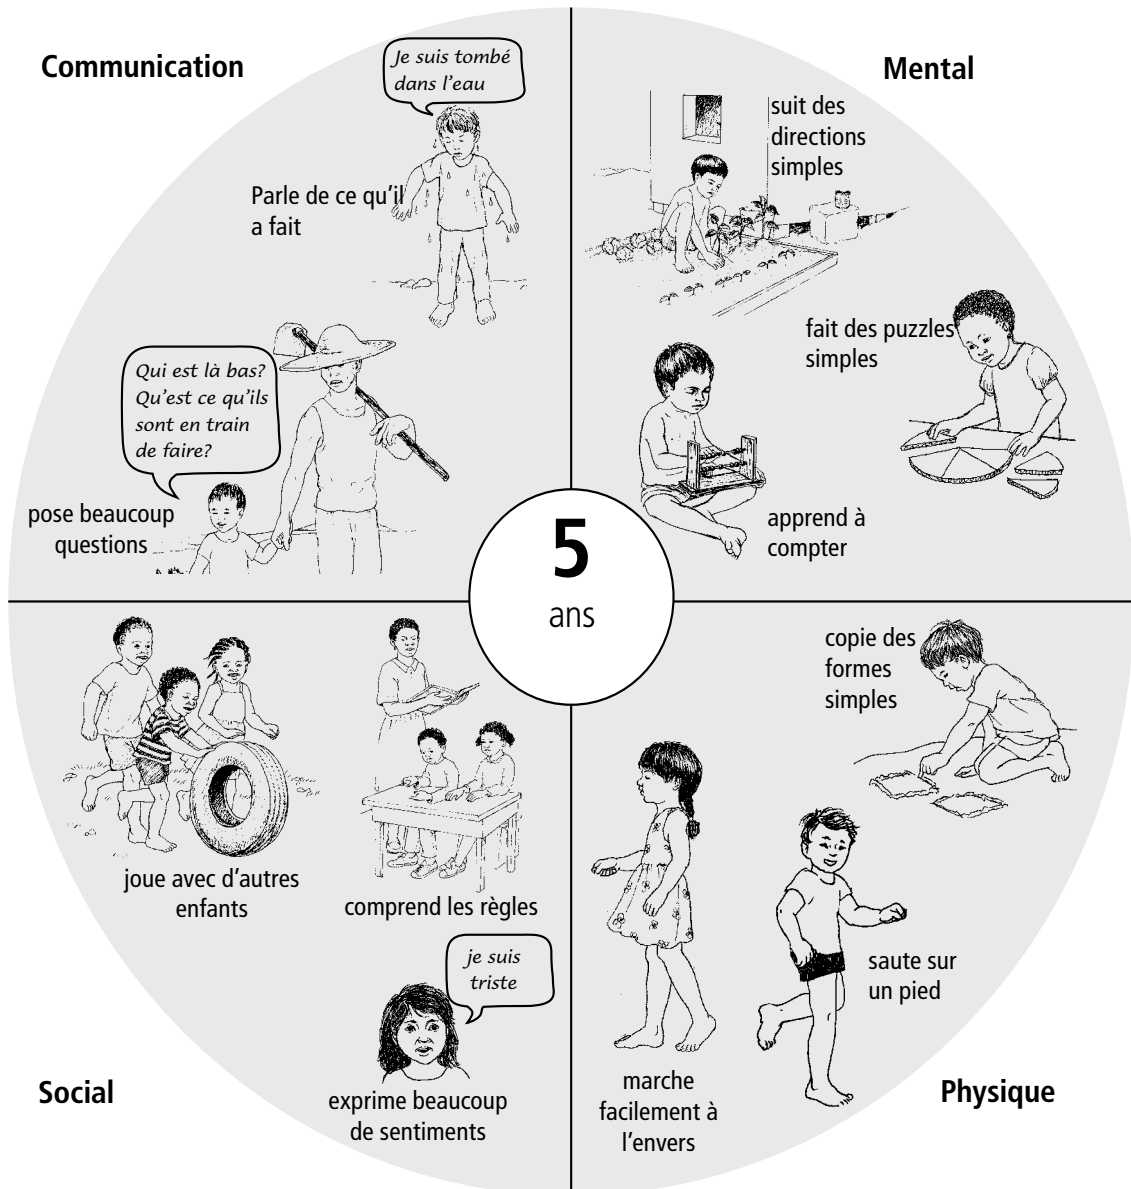 Communication
Je suis tombé
dans l'eau
Parle de ce qu'il
a fait
Qui est là bas?
Qu'est ce qu'ils
sont en train
de faire?
pose beaucoup
questions
Mental
suit des
directions
simples
fait des puzzles
simples
apprend à
compter
5
ans
joue avec d'autres
enfants
comprend les règles
je suis
triste
exprime beaucoup
de sentiments
Social
copie des
formes
simples
saute sur
un pied
marche
facilement à
l'envers
Physique